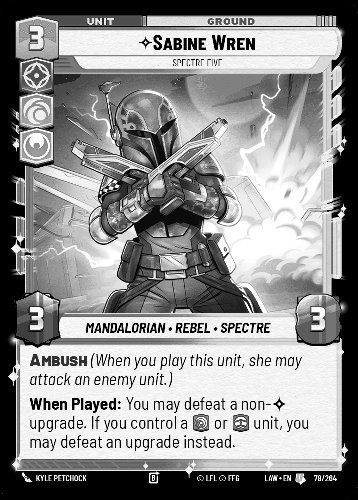 UNIT
GROUND
3
✧SABINE WREN
SPECTRE FIVE
3
3
MANDALORIAN • REBEL • SPECTRE
AMBUSH (When you play this unit, she may
attack an enemy unit.)
When Played: You may defeat a non-✧
upgrade. If you control a or unit, you
may defeat an upgrade instead.
KYLE PETCHOCK
© LFL © FFG
LAW • EN
78/264